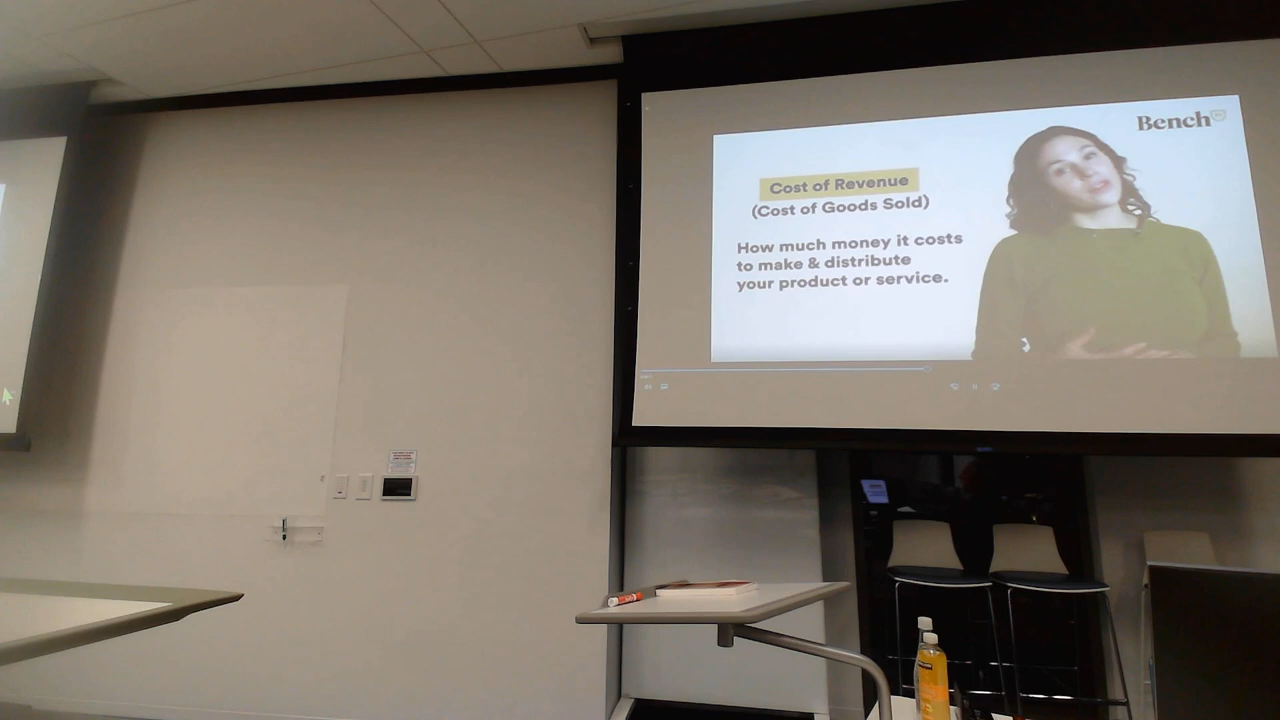 Bench
Cost of Revenue
(Cost of Goods Sold)
How much money it costs
to make & distribute
your product or service.